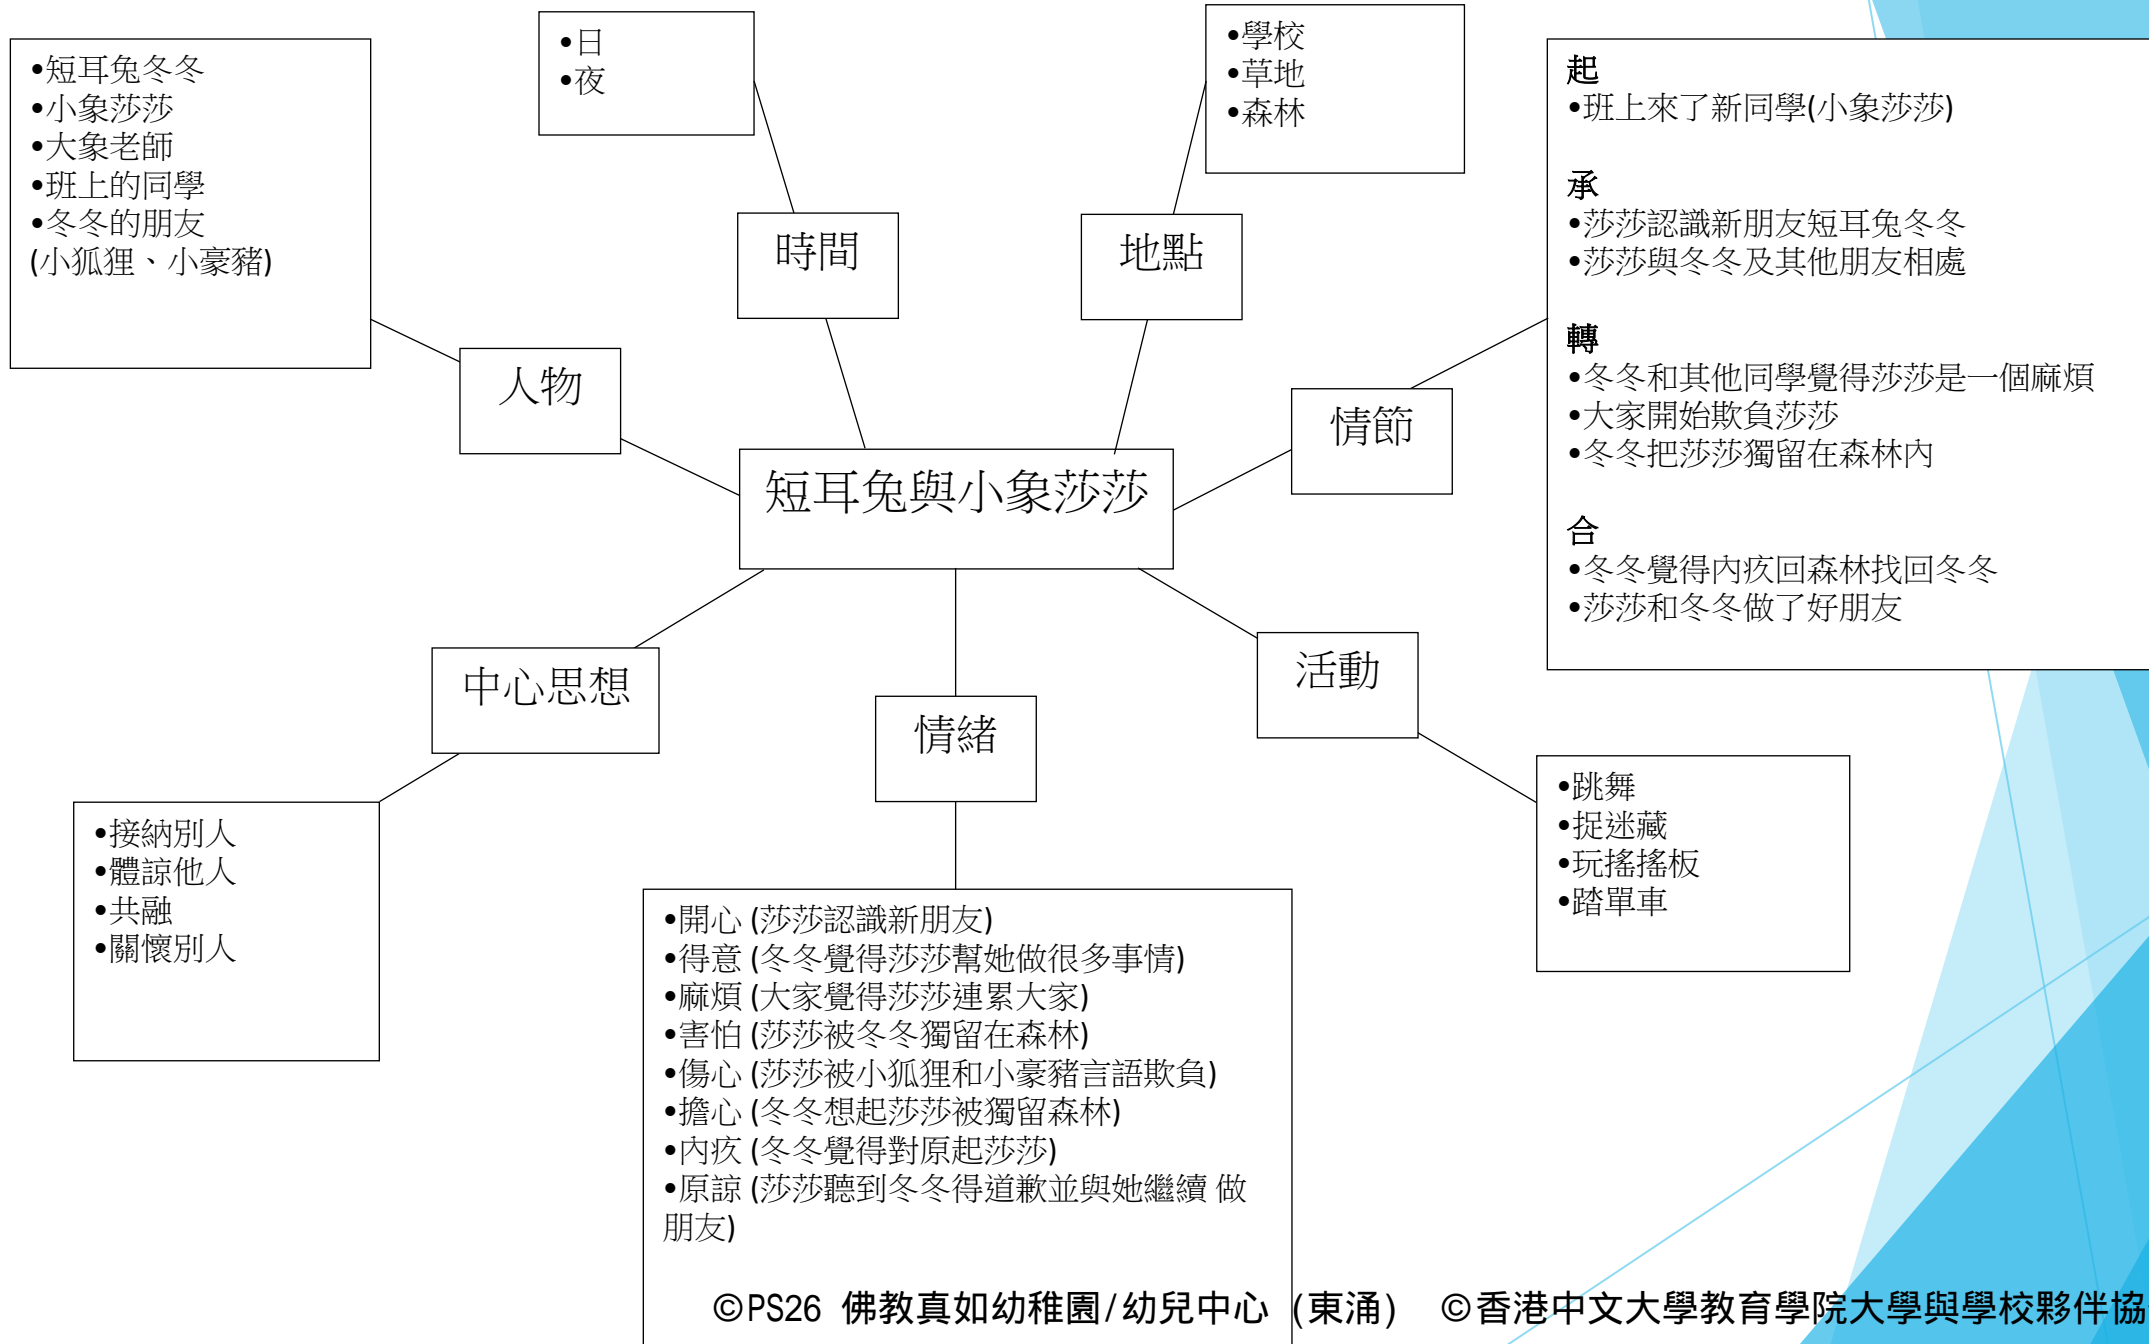 •短耳兔冬冬
•小象莎莎
•大象老師
•班上的同學
•冬冬的朋友
(小狐狸、小豪豬)
•日
•夜
•學校
•草地
•森林
起
•班上來了新同學(小象莎莎)
承
•莎莎認識新朋友短耳兔冬冬
•莎莎與冬冬及其他朋友相處
轉
•冬冬和其他同學覺得莎莎是一個麻煩
•大家開始欺負莎莎
•冬冬把莎莎獨留在森林內
合
•冬冬覺得內疚回森林找回冬冬
•莎莎和冬冬做了好朋友
時間
地點
人物
情節
短耳兔與小象莎莎
中心思想
情緒
活動
•接納別人
•體諒他人
•共融
•關懷別人
•開心 (莎莎認識新朋友)
•得意 (冬冬覺得莎莎幫她做很多事情)
•麻煩 (大家覺得莎莎連累大家)
•害怕 (莎莎被冬冬獨留在森林)
•傷心 (莎莎被小狐狸和小豪豬言語欺負)
•擔心 (冬冬想起莎莎被獨留森林)
•內疚 (冬冬覺得對原起莎莎)
•原諒 (莎莎聽到冬冬得道歉並與她繼續 做
朋友)
•跳舞
•捉迷藏
•玩搖搖板
•踏單車
©PS26 佛教真如幼稚園/幼兒中心 (東涌) ©香港中文大學教育學院大學與學校夥伴協